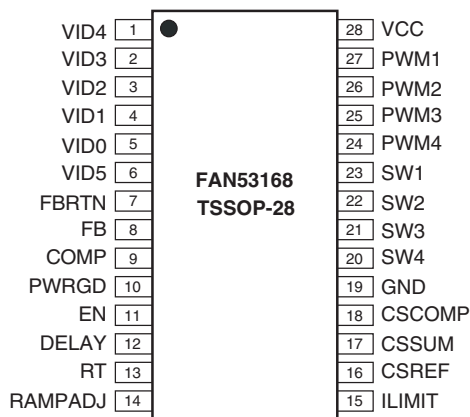 VID4 1 28 VCC
VID3 2 27 PWM1
VID2 3 26 PWM2
VID1 4 25 PWM3
VID0 5 24 PWM4
VID5 6 23 SW1
FAN53168
FBRTN 7 22 SW2
TSSOP-28
FB 8 21 SW3
COMP 9 20 SW4
PWRGD 10 19 GND
EN 11 18 CSCOMP
DELAY 12 17 CSSUM
RT 13 16 CSREF
RAMPADJ 14 15 ILIMIT